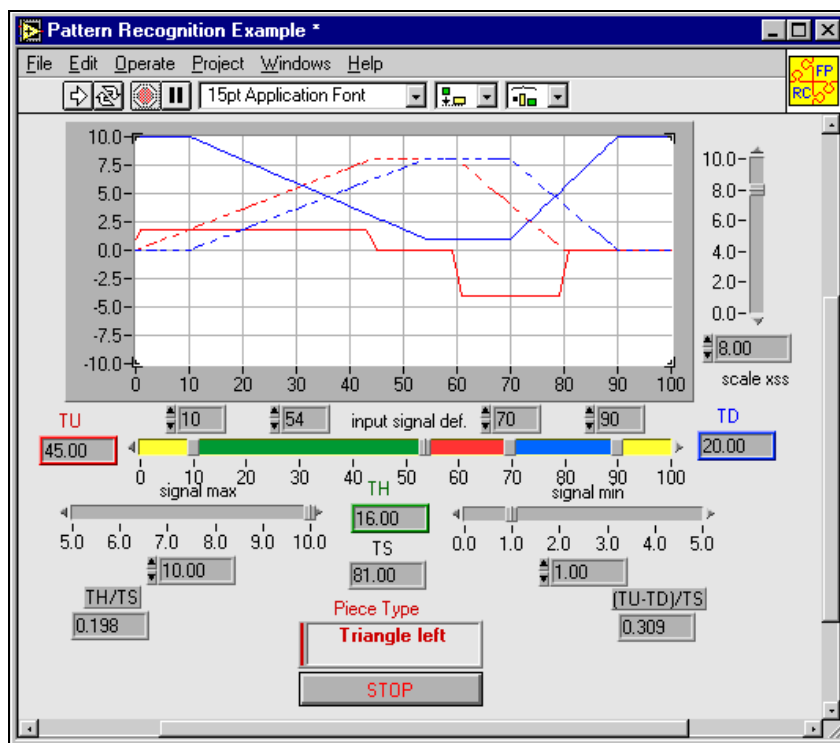 Pattern Recognition Example *
File Edit Operate Project Windows Help
15pt Application Font
FP
RC
10.0
7.5
5.0
2.5
0.0
-2.5
-5.0
-7.5
-10.0
0 10 20 30 40 50 60 70 80 90 100
10.0
8.0
6.0
4.0
2.0
0.0
8.00
scale xss
TU 10 54 input signal def. 70 90 TD
45.00 20.00
0 10 20 30 40 50 60 70 80 90 100
signal max TH signal min
16.00
5.0 6.0 7.0 8.0 9.0 10.0 TS 0.0 1.0 2.0 3.0 4.0 5.0
10.00 81.00 1.00
TH/TS (TU-TD)/TS
0.198 0.309
Piece Type
Triangle left
STOP